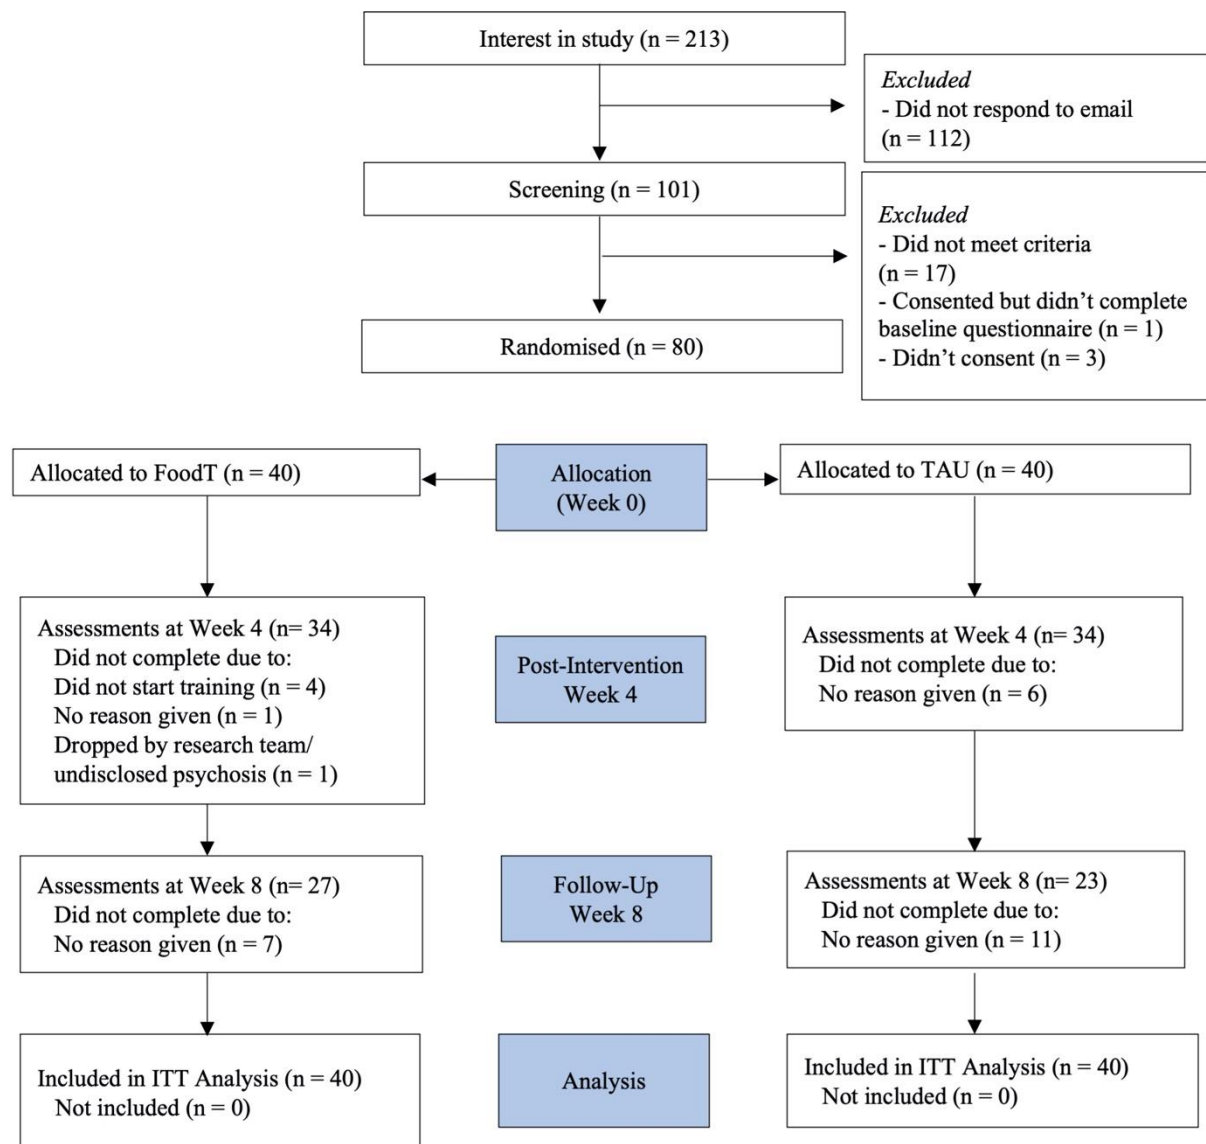 Interest in study (n = 213)
Excluded
- Did not respond to email
(n = 112)
Screening (n = 101)
Excluded
- Did not meet criteria
(n = 17)
- Consented but didn’t complete
baseline questionnaire (n = 1)
- Didn’t consent (n = 3)
Randomised (n = 80)
Allocated to FoodT (n = 40)
Allocation
(Week 0)
Allocated to TAU (n = 40)
Assessments at Week 4 (n= 34)
Did not complete due to:
Did not start training (n = 4)
No reason given (n = 1)
Dropped by research team/
undisclosed psychosis (n = 1)
Post-Intervention
Week 4
Assessments at Week 4 (n= 34)
Did not complete due to:
No reason given (n = 6)
Assessments at Week 8 (n= 27)
Did not complete due to:
No reason given (n = 7)
Follow-Up
Week 8
Assessments at Week 8 (n= 23)
Did not complete due to:
No reason given (n = 11)
Included in ITT Analysis (n = 40)
Not included (n = 0)
Analysis
Included in ITT Analysis (n = 40)
Not included (n = 0)